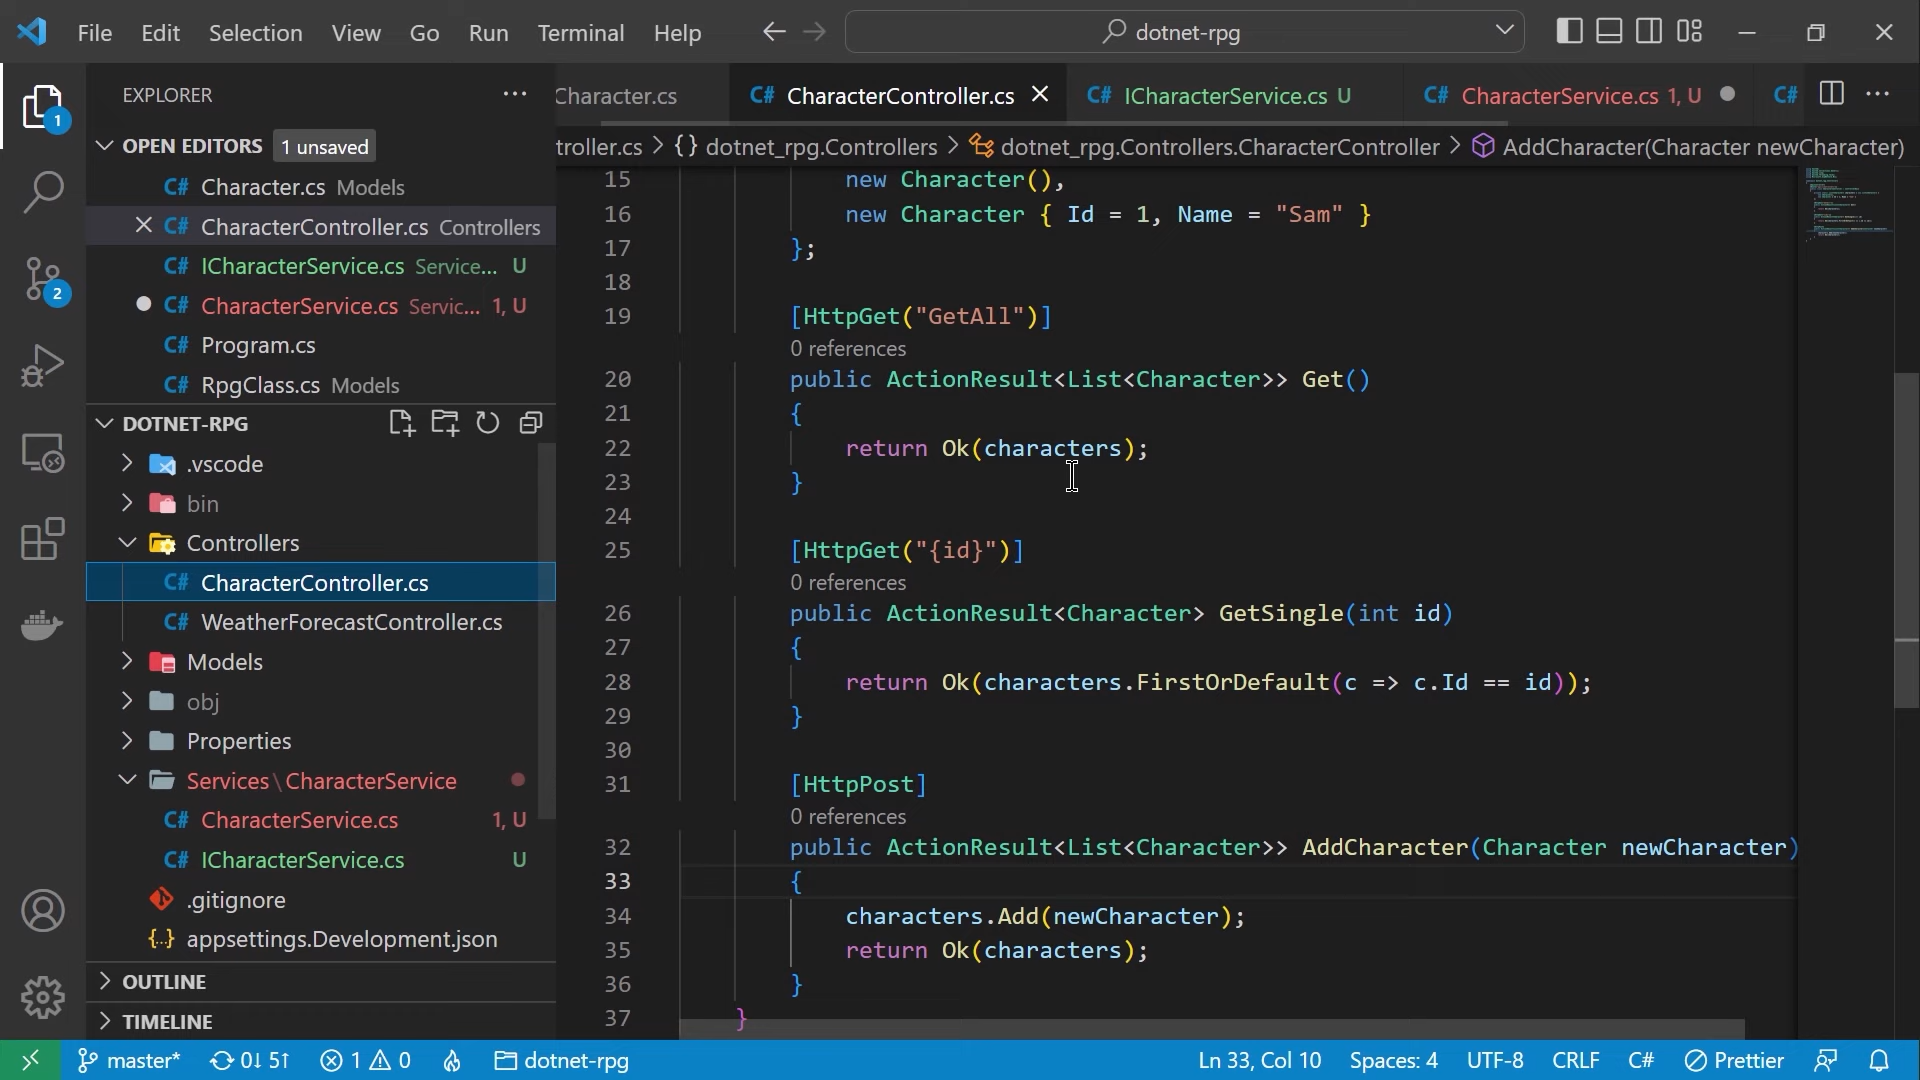 File Edit Selection View Go Run Terminal Help
dotnet-rpg
EXPLORER
OPEN EDITORS 1 unsaved
C# Character.cs Models
C# CharacterController.cs Controllers
C# ICharacterService.cs Service... U
C# CharacterService.cs Servic... 1, U
C# Program.cs
C# RpgClass.cs Models
DOTNET-RPG
.vscode
bin
Controllers
C# CharacterController.cs
C# WeatherForecastController.cs
Models
obj
Properties
Services\CharacterService
C# CharacterService.cs 1, U
C# ICharacterService.cs U
.gitignore
{..} appsettings.Development.json
OUTLINE
TIMELINE
1
2
Character.cs C# CharacterController.cs C# ICharacterService.cs U C# CharacterService.cs 1, U C#
troller.cs > {} dotnet_rpg.Controllers > dotnet_rpg.Controllers.CharacterController > AddCharacter(Character newCharacter)
15 new Character(),
16 new Character { Id = 1, Name = "Sam" }
17 };
18
19 [HttpGet("GetAll")]
0 references
20 public ActionResult<List<Character>> Get()
21 {
22 return Ok(characters);
23 }
24
25 [HttpGet("{id}")]
0 references
26 public ActionResult<Character> GetSingle(int id)
27 {
28 return Ok(characters.FirstOrDefault(c => c.Id == id));
29 }
30
31 [HttpPost]
0 references
32 public ActionResult<List<Character>> AddCharacter(Character newCharacter)
33 {
34 characters.Add(newCharacter);
35 return Ok(characters);
36 }
37 }
master* 0↓ 5↑ 1 0 dotnet-rpg Ln 33, Col 10 Spaces: 4 UTF-8 CRLF C# Prettier